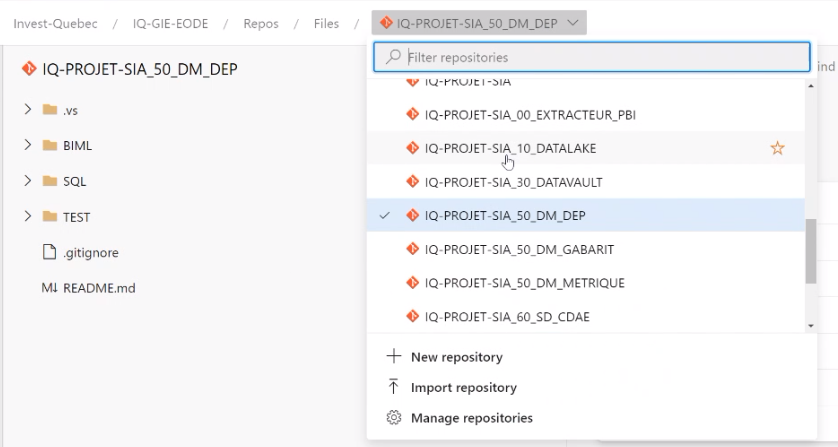 Invest-Quebec / IQ-GIE-EODE / Repos / Files / IQ-PROJET-SIA_50_DM_DEP
IQ-PROJET-SIA_50_DM_DEP
.vs
BIML
SQL
TEST
.gitignore
M↓ README.md
Filter repositories
IQ-PROJET-SIA
IQ-PROJET-SIA_00_EXTRACTEUR_PBI
IQ-PROJET-SIA_10_DATALAKE
IQ-PROJET-SIA_30_DATAVAULT
IQ-PROJET-SIA_50_DM_DEP
IQ-PROJET-SIA_50_DM_GABARIT
IQ-PROJET-SIA_50_DM_METRIQUE
IQ-PROJET-SIA_60_SD_CDAE
New repository
Import repository
Manage repositories
ind